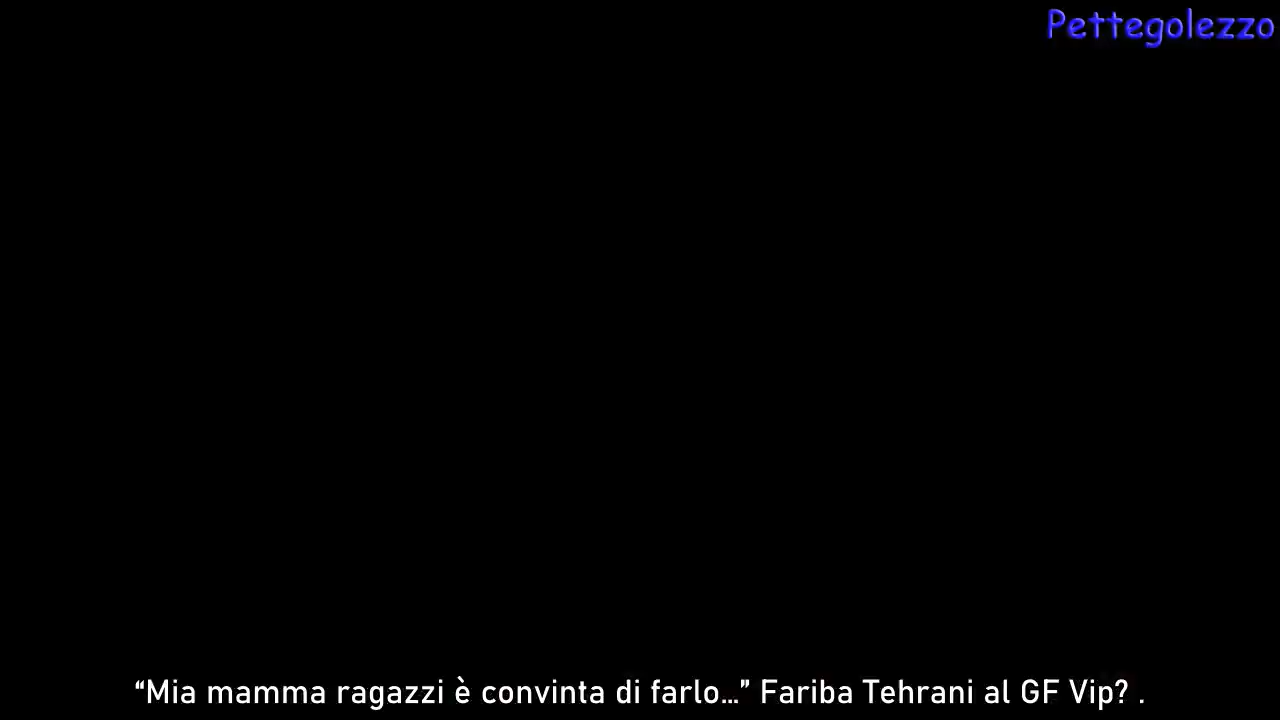 Pettegolezzo
“Mia mamma ragazzi è convinta di farlo…” Fariba Tehrani al GF Vip? .